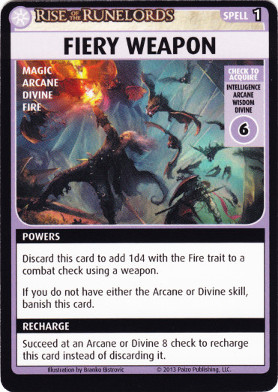 RISE OF THE RUNELORDS
SPELL 1
FIERY WEAPON
MAGIC
ARCANE
DIVINE
FIRE
CHECK TO
ACQUIRE
INTELLIGENCE
ARCANE
WISDOM
DIVINE
6
POWERS
Discard this card to add 1d4 with the Fire trait to a
combat check using a weapon.
If you do not have either the Arcane or Divine skill,
banish this card.
RECHARGE
Succeed at an Arcane or Divine 8 check to recharge
this card instead of discarding it.
Illustration by Branko Bistrovic
© 2013 Paizo Publishing, LLC.